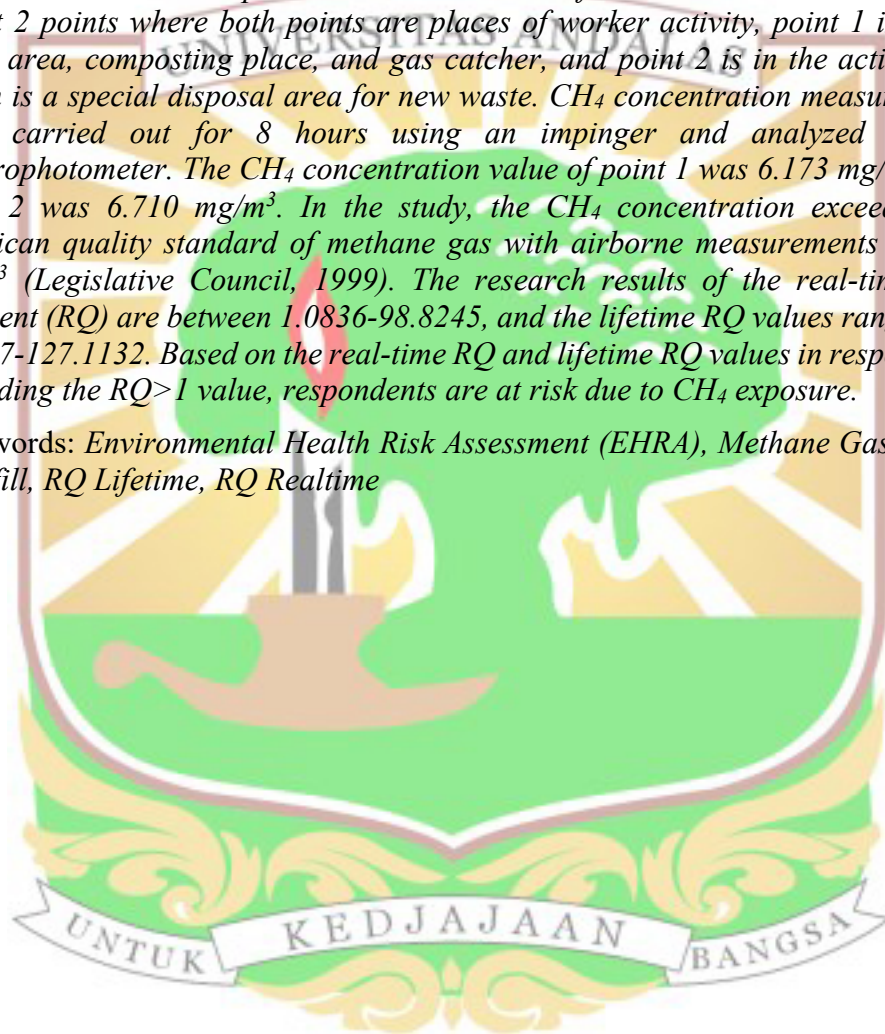 t 2 points where both points are places of worker activity, point 1 i
UNIVERSITAS ANDALAS
area, composting place, and gas catcher, and point 2 is in the acti
is a special disposal area for new waste. CH₄ concentration measur
carried out for 8 hours using an impinger and analyzed
rophotometer. The CH₄ concentration value of point 1 was 6.173 mg/
2 was 6.710 mg/m³. In the study, the CH₄ concentration exceed
ican quality standard of methane gas with airborne measurements
³ (Legislative Council, 1999). The research results of the real-tim
ent (RQ) are between 1.0836-98.8245, and the lifetime RQ values ran
7-127.1132. Based on the real-time RQ and lifetime RQ values in resp
ding the RQ>1 value, respondents are at risk due to CH₄ exposure.
words: Environmental Health Risk Assessment (EHRA), Methane Gas
fill, RQ Lifetime, RQ Realtime
UNTUK KEDJAJAAN BANGSA